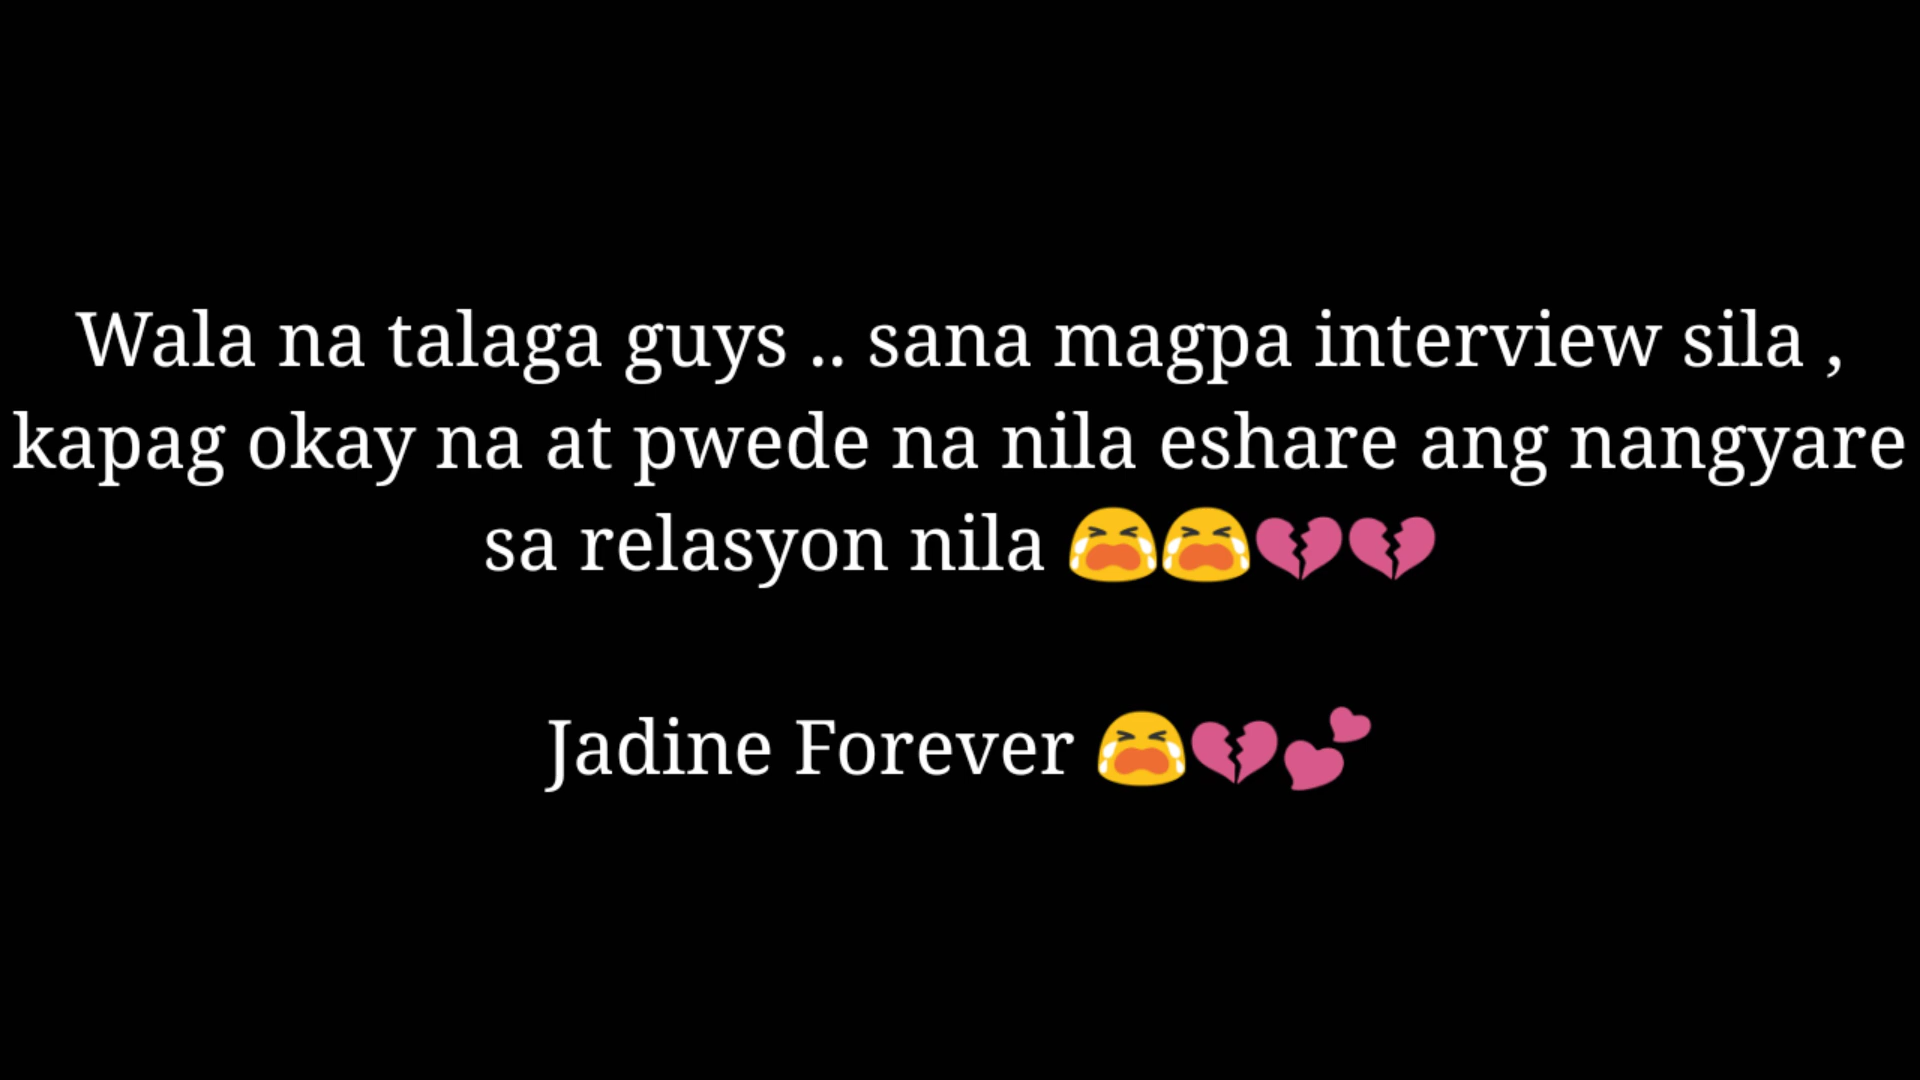 Wala na talaga guys .. sana magpa interview sila ,
kapag okay na at pwede na nila eshare ang nangyare
sa relasyon nila 😭😭💔💔
Jadine Forever 😭💔💕